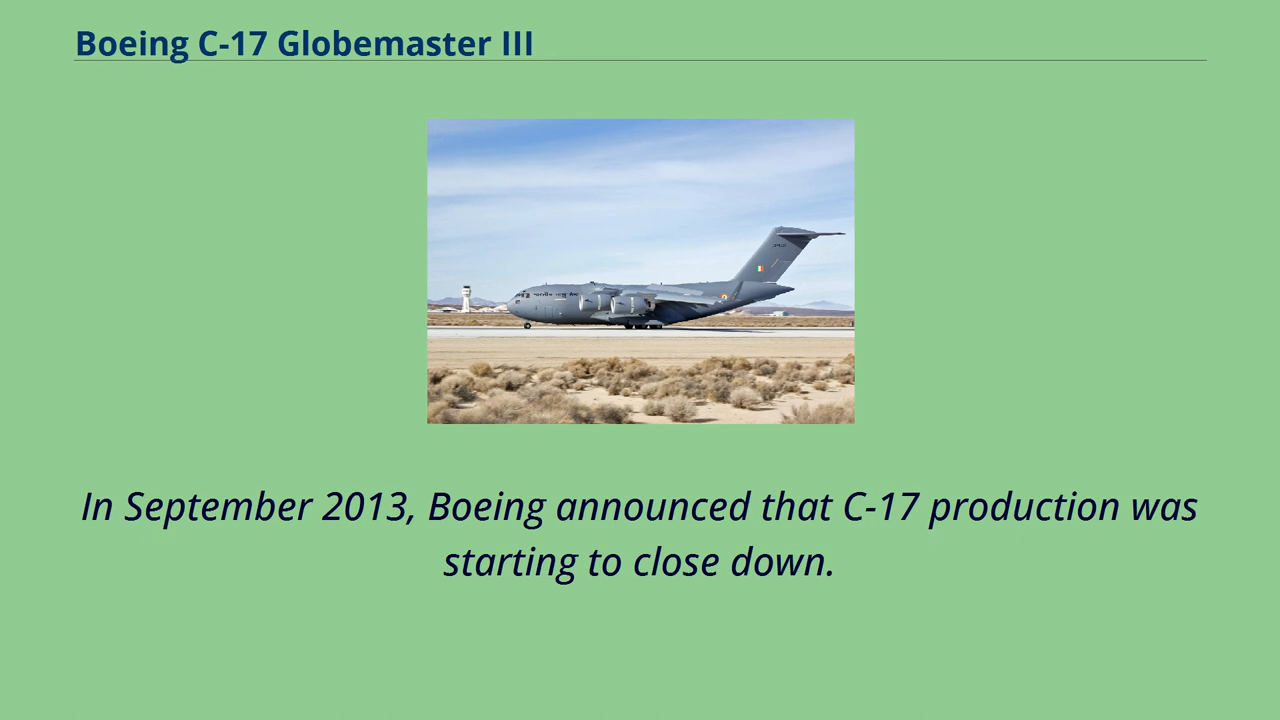 Boeing C-17 Globemaster III
In September 2013, Boeing announced that C-17 production was
starting to close down.